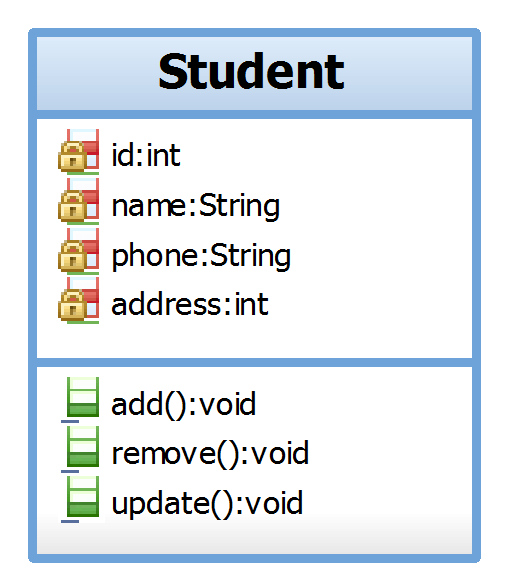 Student
id:int
name:String
phone:String
address:int
add():void
remove():void
update():void